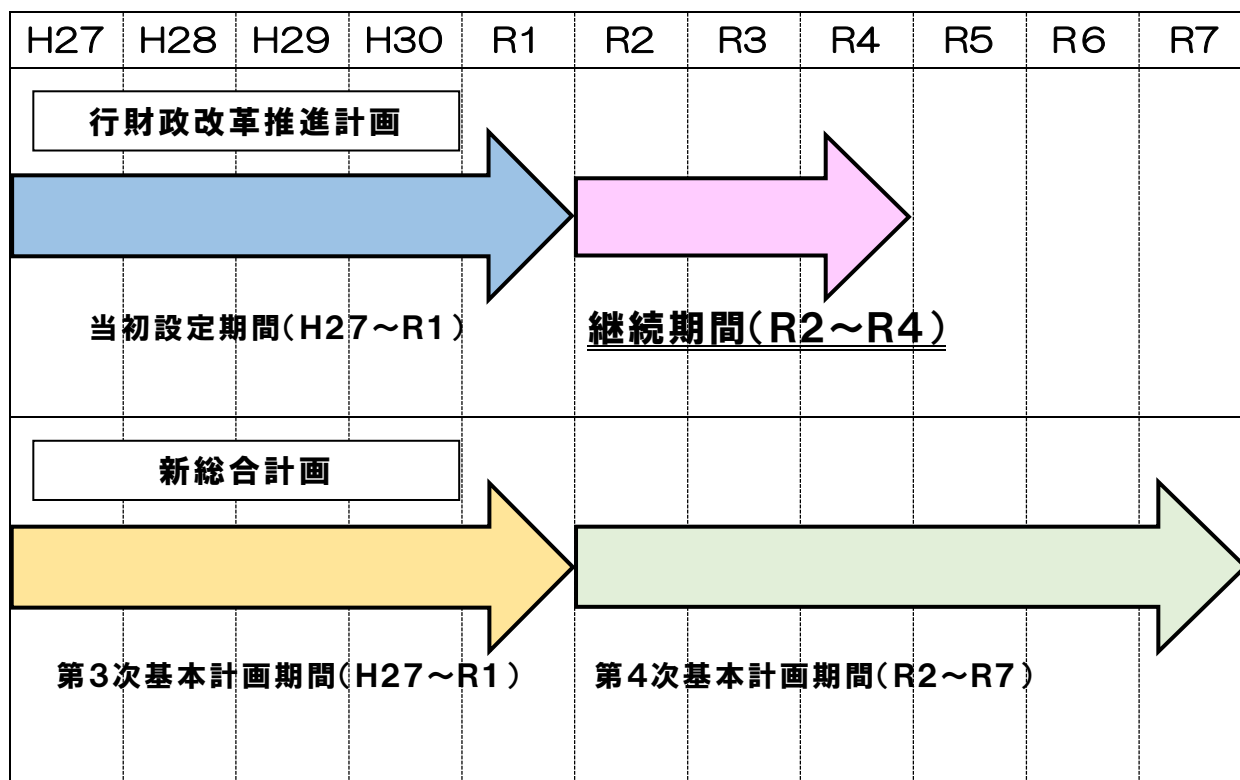 H27 H28 H29 H30 R1 R2 R3 R4 R5 R6 R7
行財政改革推進計画
当初設定期間(H27～R1)
継続期間(R2～R4)
新総合計画
第3次基本計画期間(H27～R1)
第4次基本計画期間(R2～R7)